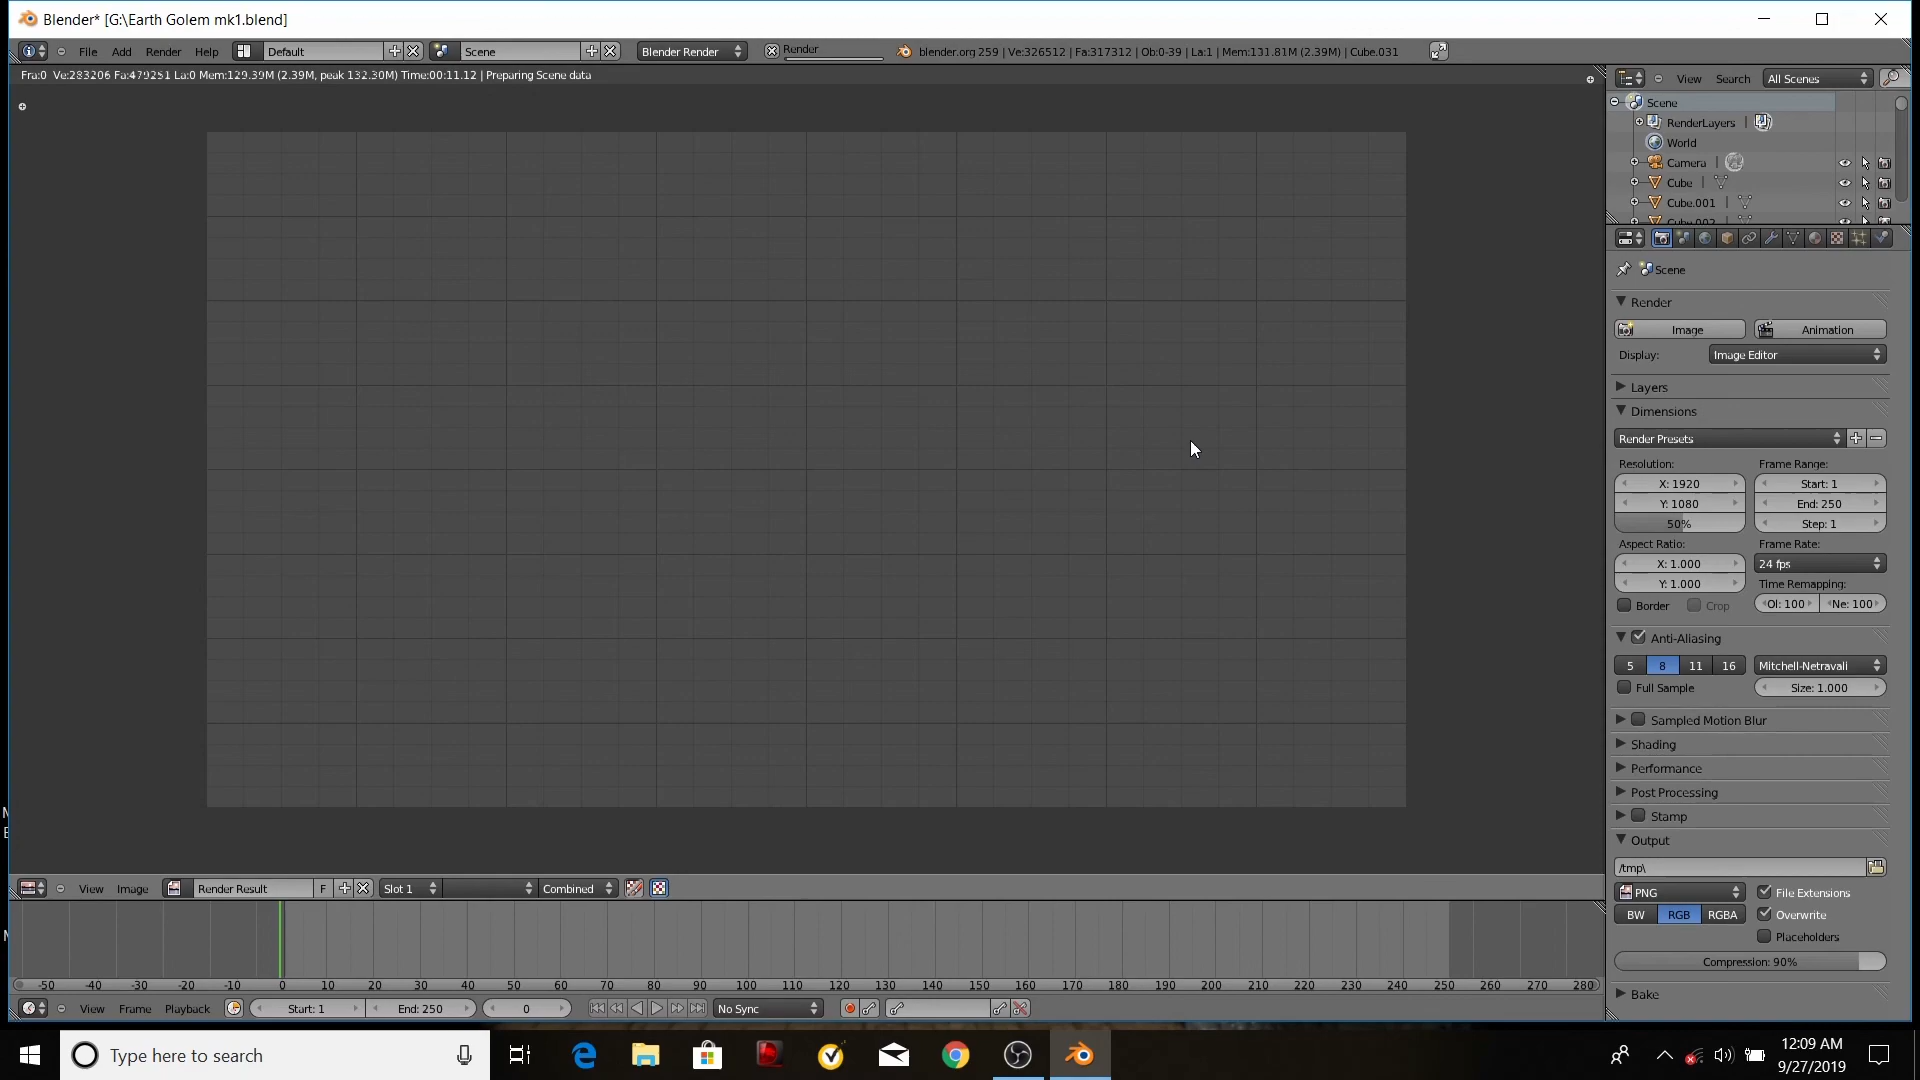 Blender* [G:\Earth Golem mk1.blend]
File Add Render Help Default Scene Blender Render Render blender.org 259 | Ve:326512 | Fa:317312 | Ob:0-39 | La:1 | Mem:131.81M (2.39M) | Cube.031
Fra:0 Ve:283206 Fa:479251 La:0 Mem:129.39M (2.39M, peak 132.30M) Time:00:11.12 | Preparing Scene data
View Search All Scenes
Scene
RenderLayers
World
Camera
Cube
Cube.001
Cube.002
Scene
Render
Image Animation
Display: Image Editor
Layers
Dimensions
Render Presets
Resolution: Frame Range:
X: 1920 Start: 1
Y: 1080 End: 250
50% Step: 1
Aspect Ratio: Frame Rate:
X: 1.000 24 fps
Y: 1.000 Time Remapping:
Border Crop Ol: 100 Ne: 100
Anti-Aliasing
5 8 11 16 Mitchell-Netravali
Full Sample Size: 1.000
Sampled Motion Blur
Shading
Performance
Post Processing
Stamp
Output
/tmp\
PNG File Extensions
BW RGB RGBA Overwrite
Placeholders
Compression: 90%
Bake
View Image Render Result F Slot 1 Combined
-50 -40 -30 -20 -10 0 10 20 30 40 50 60 70 80 90 100 110 120 130 140 150 160 170 180 190 200 210 220 230 240 250 260 270 280
View Frame Playback Start: 1 End: 250 0 No Sync
Type here to search
12:09 AM
9/27/2019